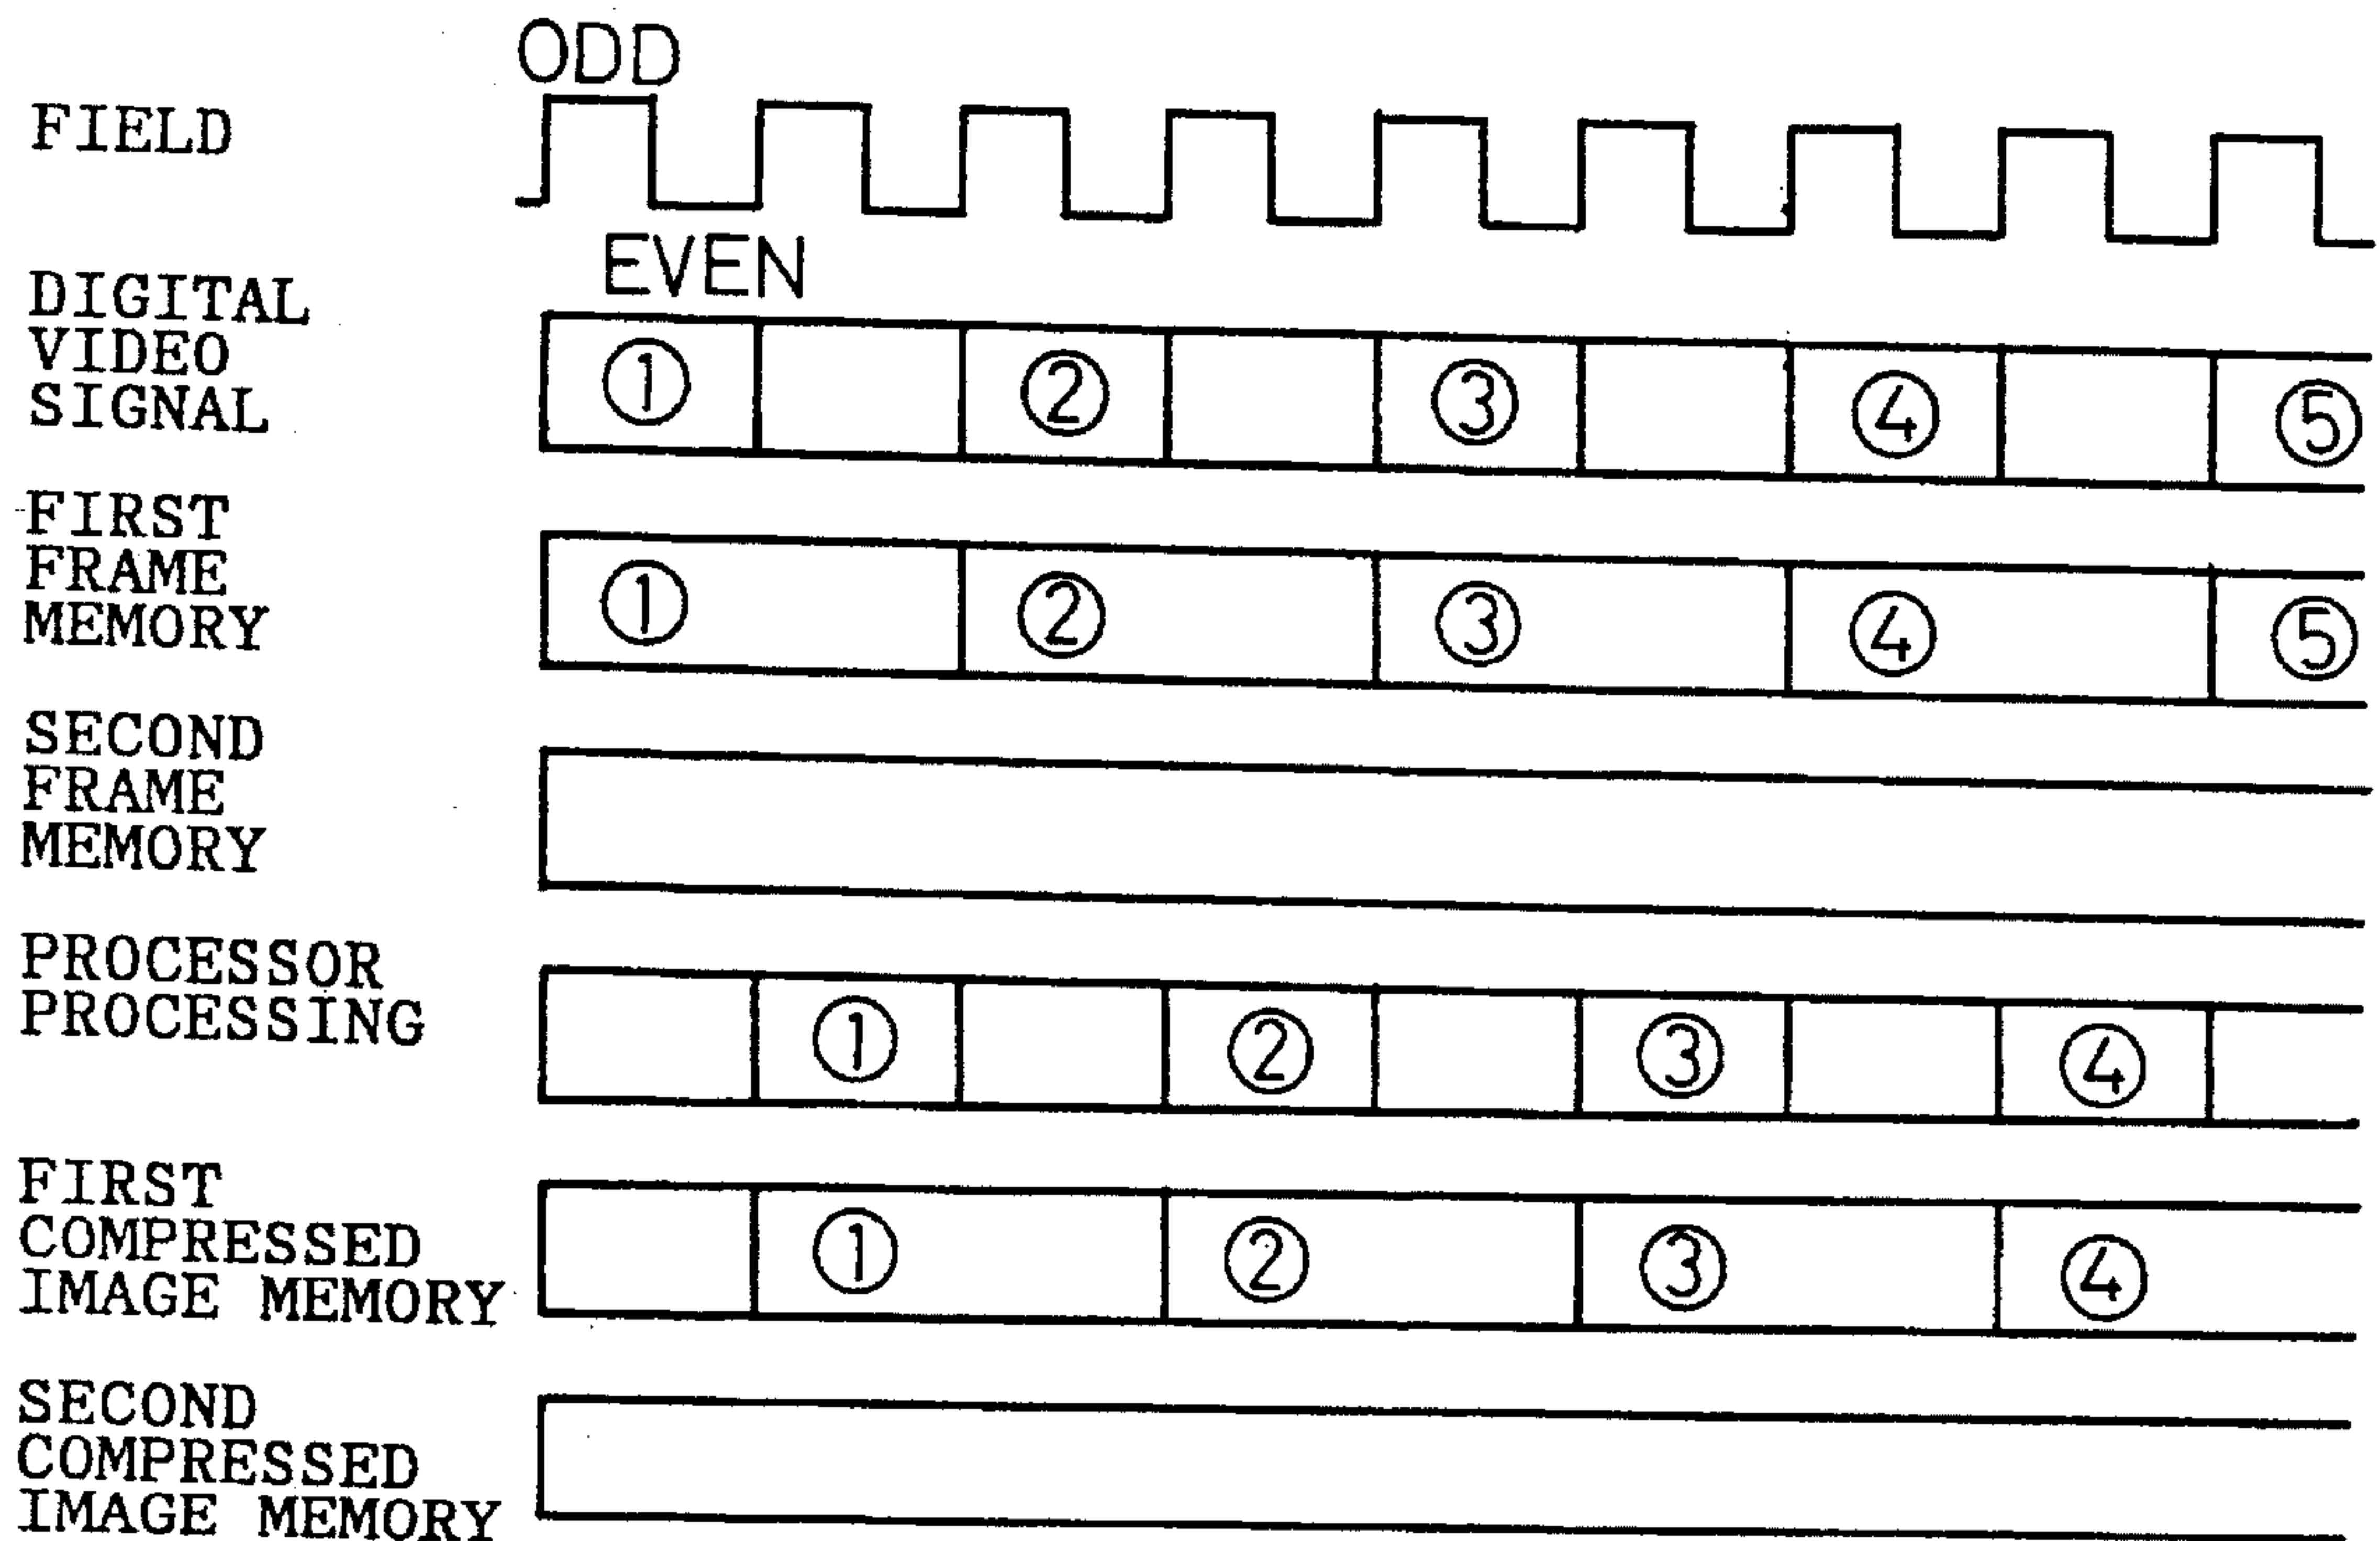 ODD
FIELD
EVEN
DIGITAL
VIDEO
SIGNAL
① ② ③ ④ ⑤
FIRST
FRAME
MEMORY
① ② ③ ④ ⑤
SECOND
FRAME
MEMORY
PROCESSOR
PROCESSING
① ② ③ ④
FIRST
COMPRESSED
IMAGE MEMORY
① ② ③ ④
SECOND
COMPRESSED
IMAGE MEMORY